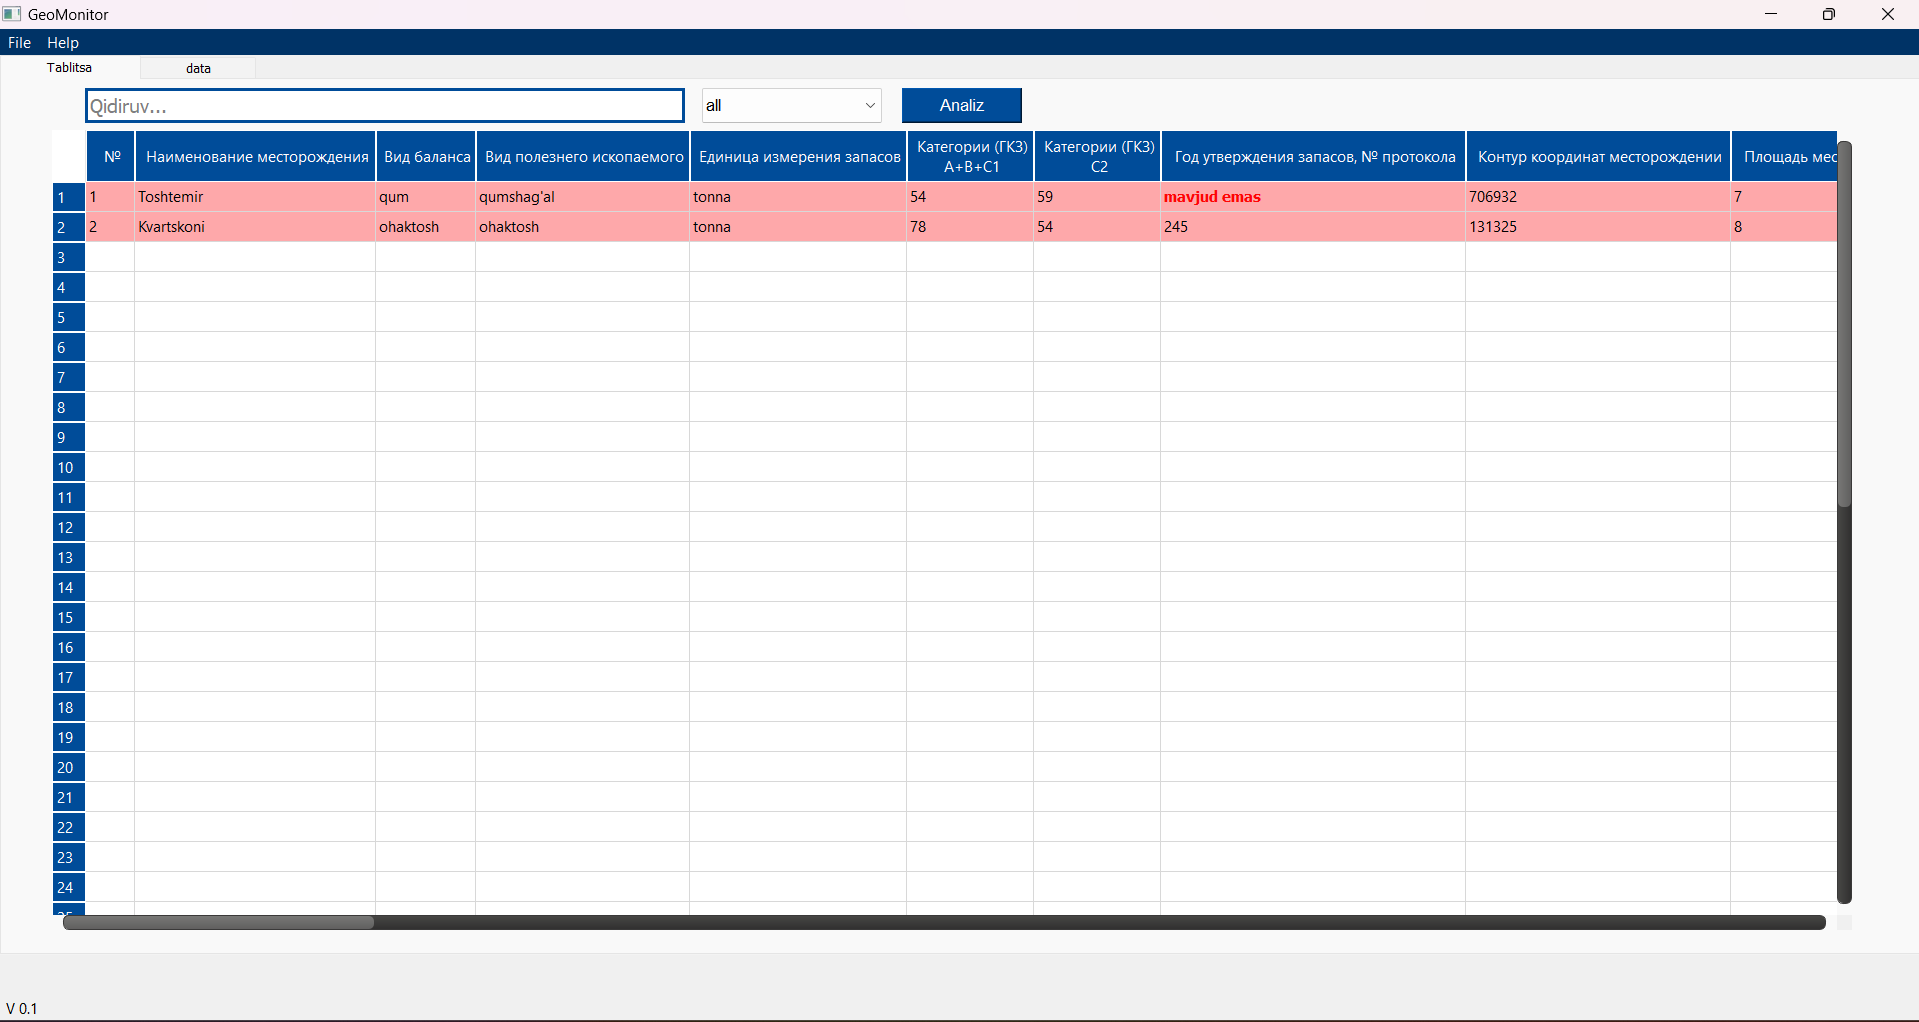 GeoMonitor
File Help
Tablitsa data
Qidiruv... all Analiz
№ Наименование месторождения Вид баланса Вид полезнего ископаемого Единица измерения запасов Категории (ГКЗ) A+B+C1 Категории (ГКЗ) C2 Год утверждения запасов, № протокола Контур координат месторождении Площадь мес
1 1 Toshtemir qum qumshag'al tonna 54 59 mavjud emas 706932 7
2 2 Kvartskoni ohaktosh ohaktosh tonna 78 54 245 131325 8
3
4
5
6
7
8
9
10
11
12
13
14
15
16
17
18
19
20
21
22
23
24
25
V 0.1